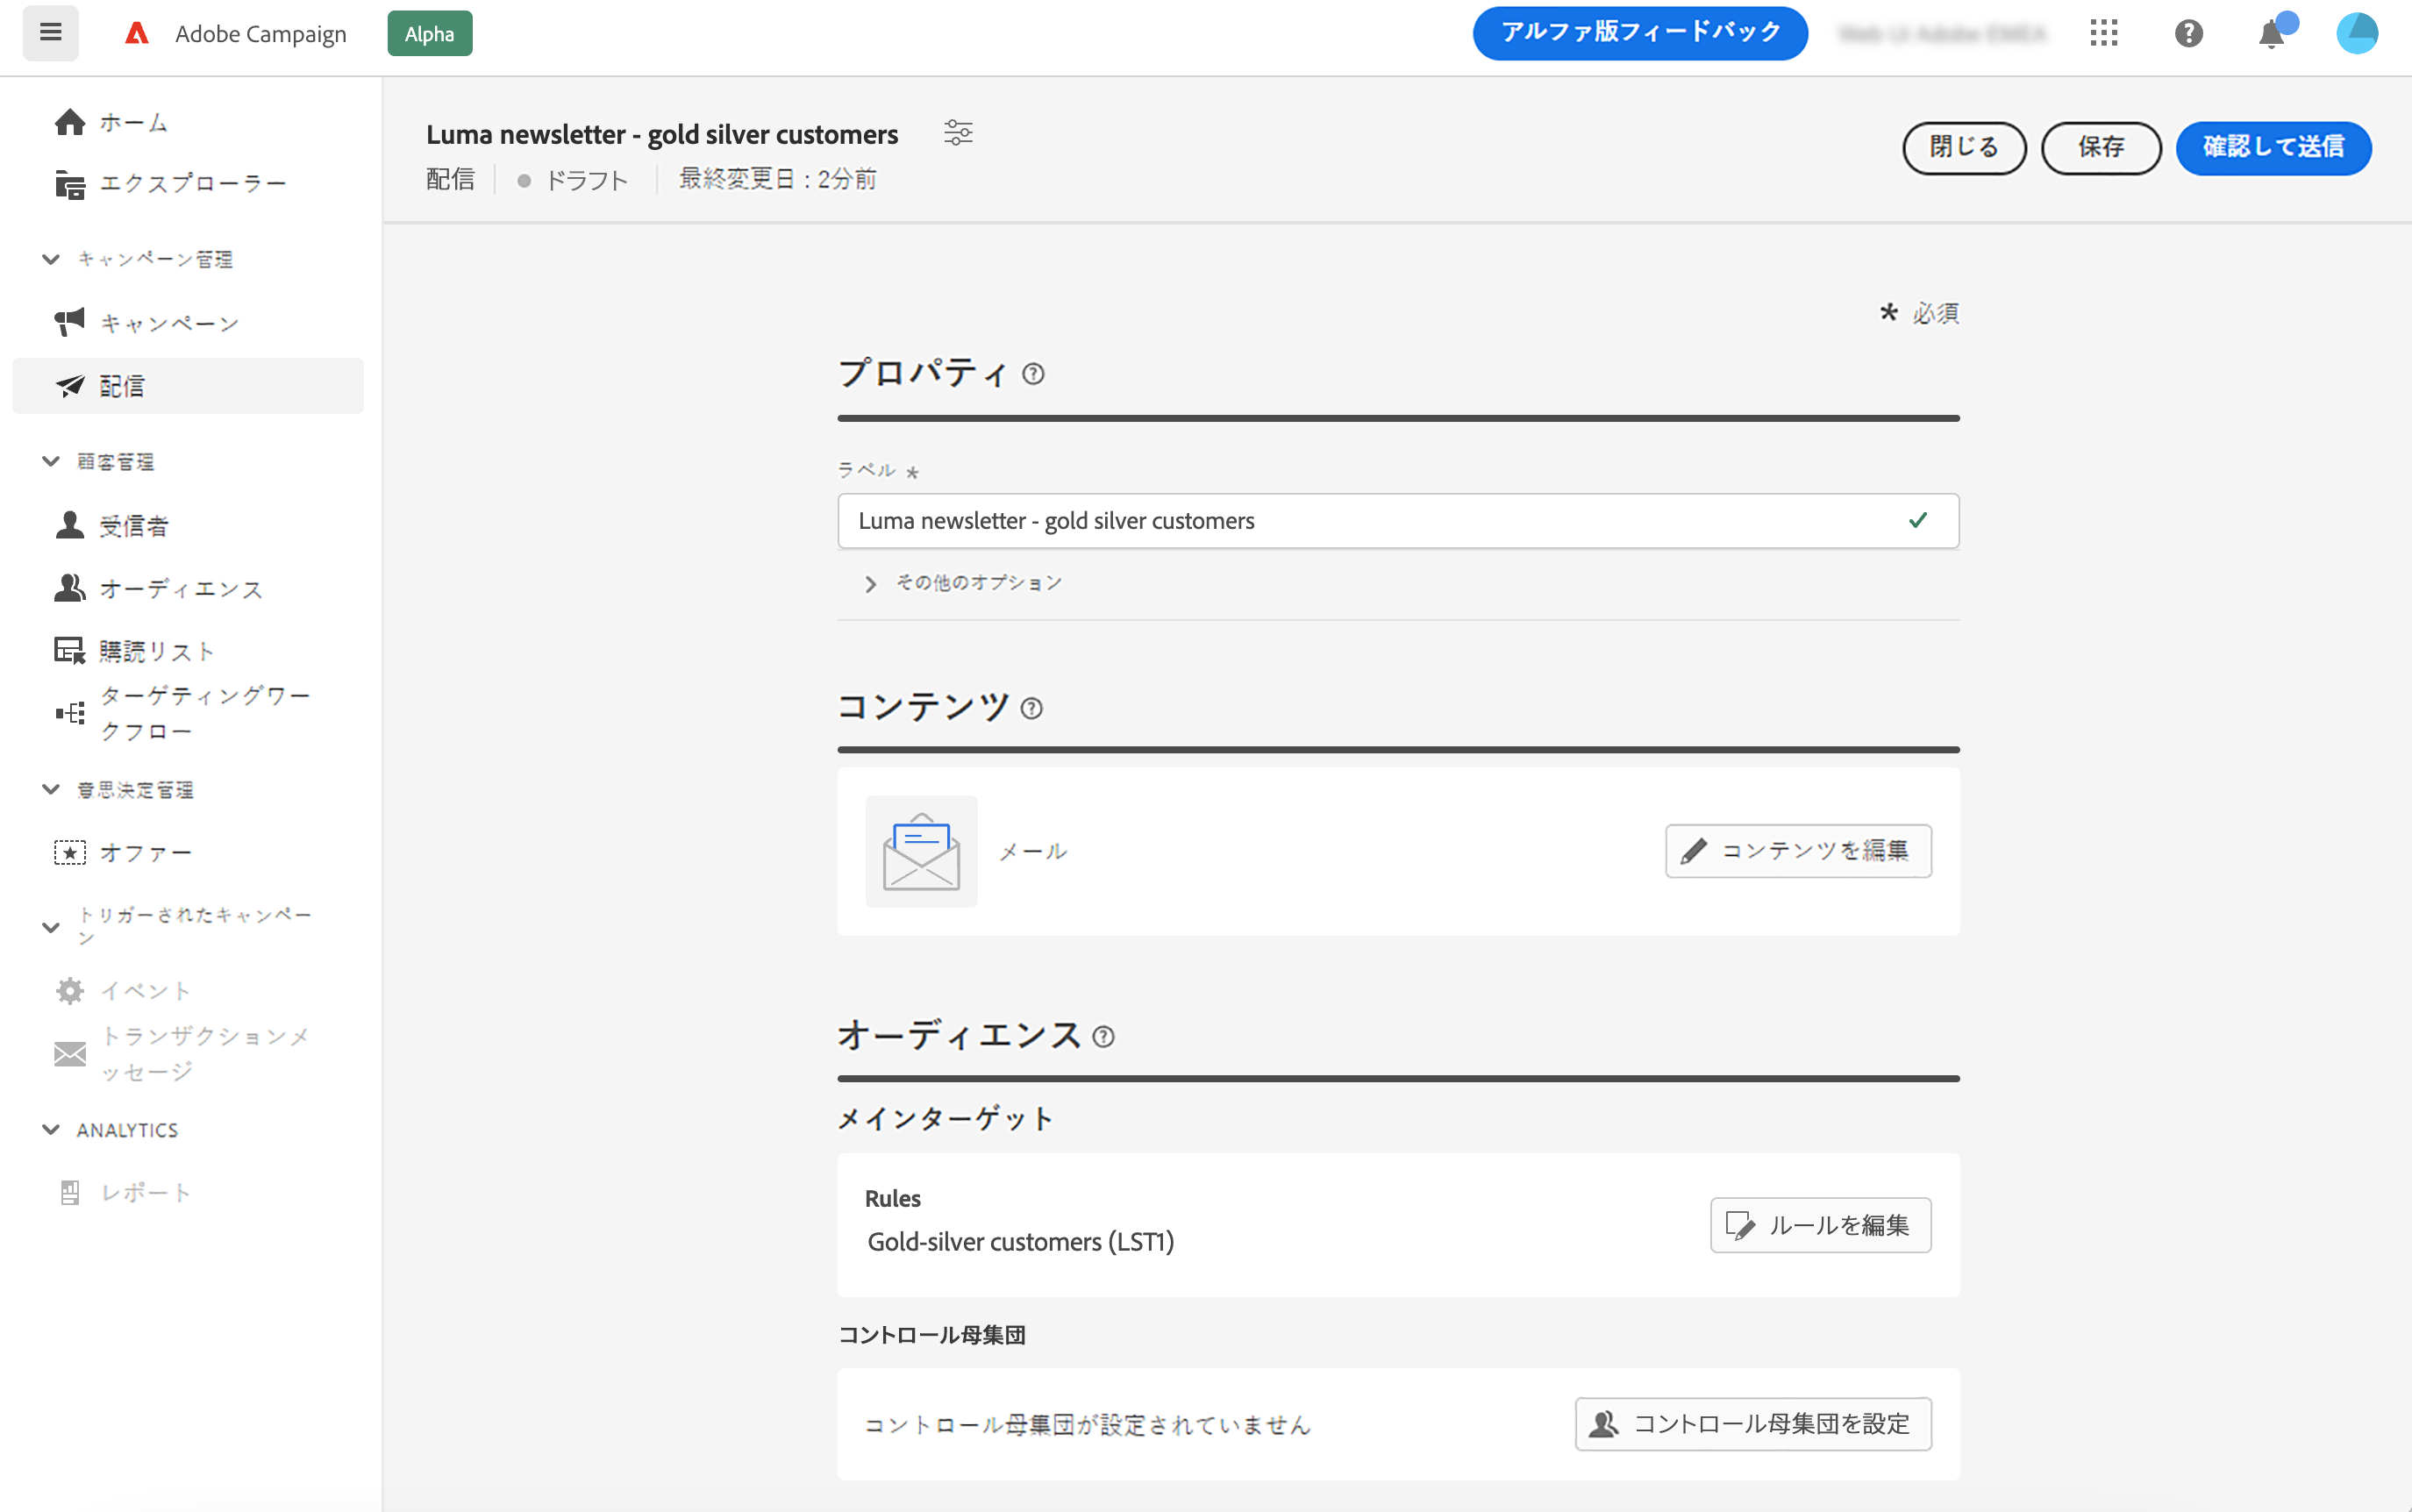 Adobe Campaign
Alpha
アルファ版フィードバック
ホーム
エクスプローラー
キャンペーン管理
キャンペーン
配信
顧客管理
受信者
オーディエンス
購読リスト
ターゲティングワー
クフロー
意思決定管理
オファー
トリガーされたキャンペー
ン
イベント
トランザクションメ
ッセージ
ANALYTICS
レポート
Luma newsletter - gold silver customers
配信
ドラフト
最終変更日 : 2分前
閉じる
保存
確認して送信
* 必須
プロパティ
ラベル *
Luma newsletter - gold silver customers
その他のオプション
コンテンツ
メール
コンテンツを編集
オーディエンス
メインターゲット
Rules
Gold-silver customers (LST1)
ルールを編集
コントロール母集団
コントロール母集団が設定されていません
コントロール母集団を設定